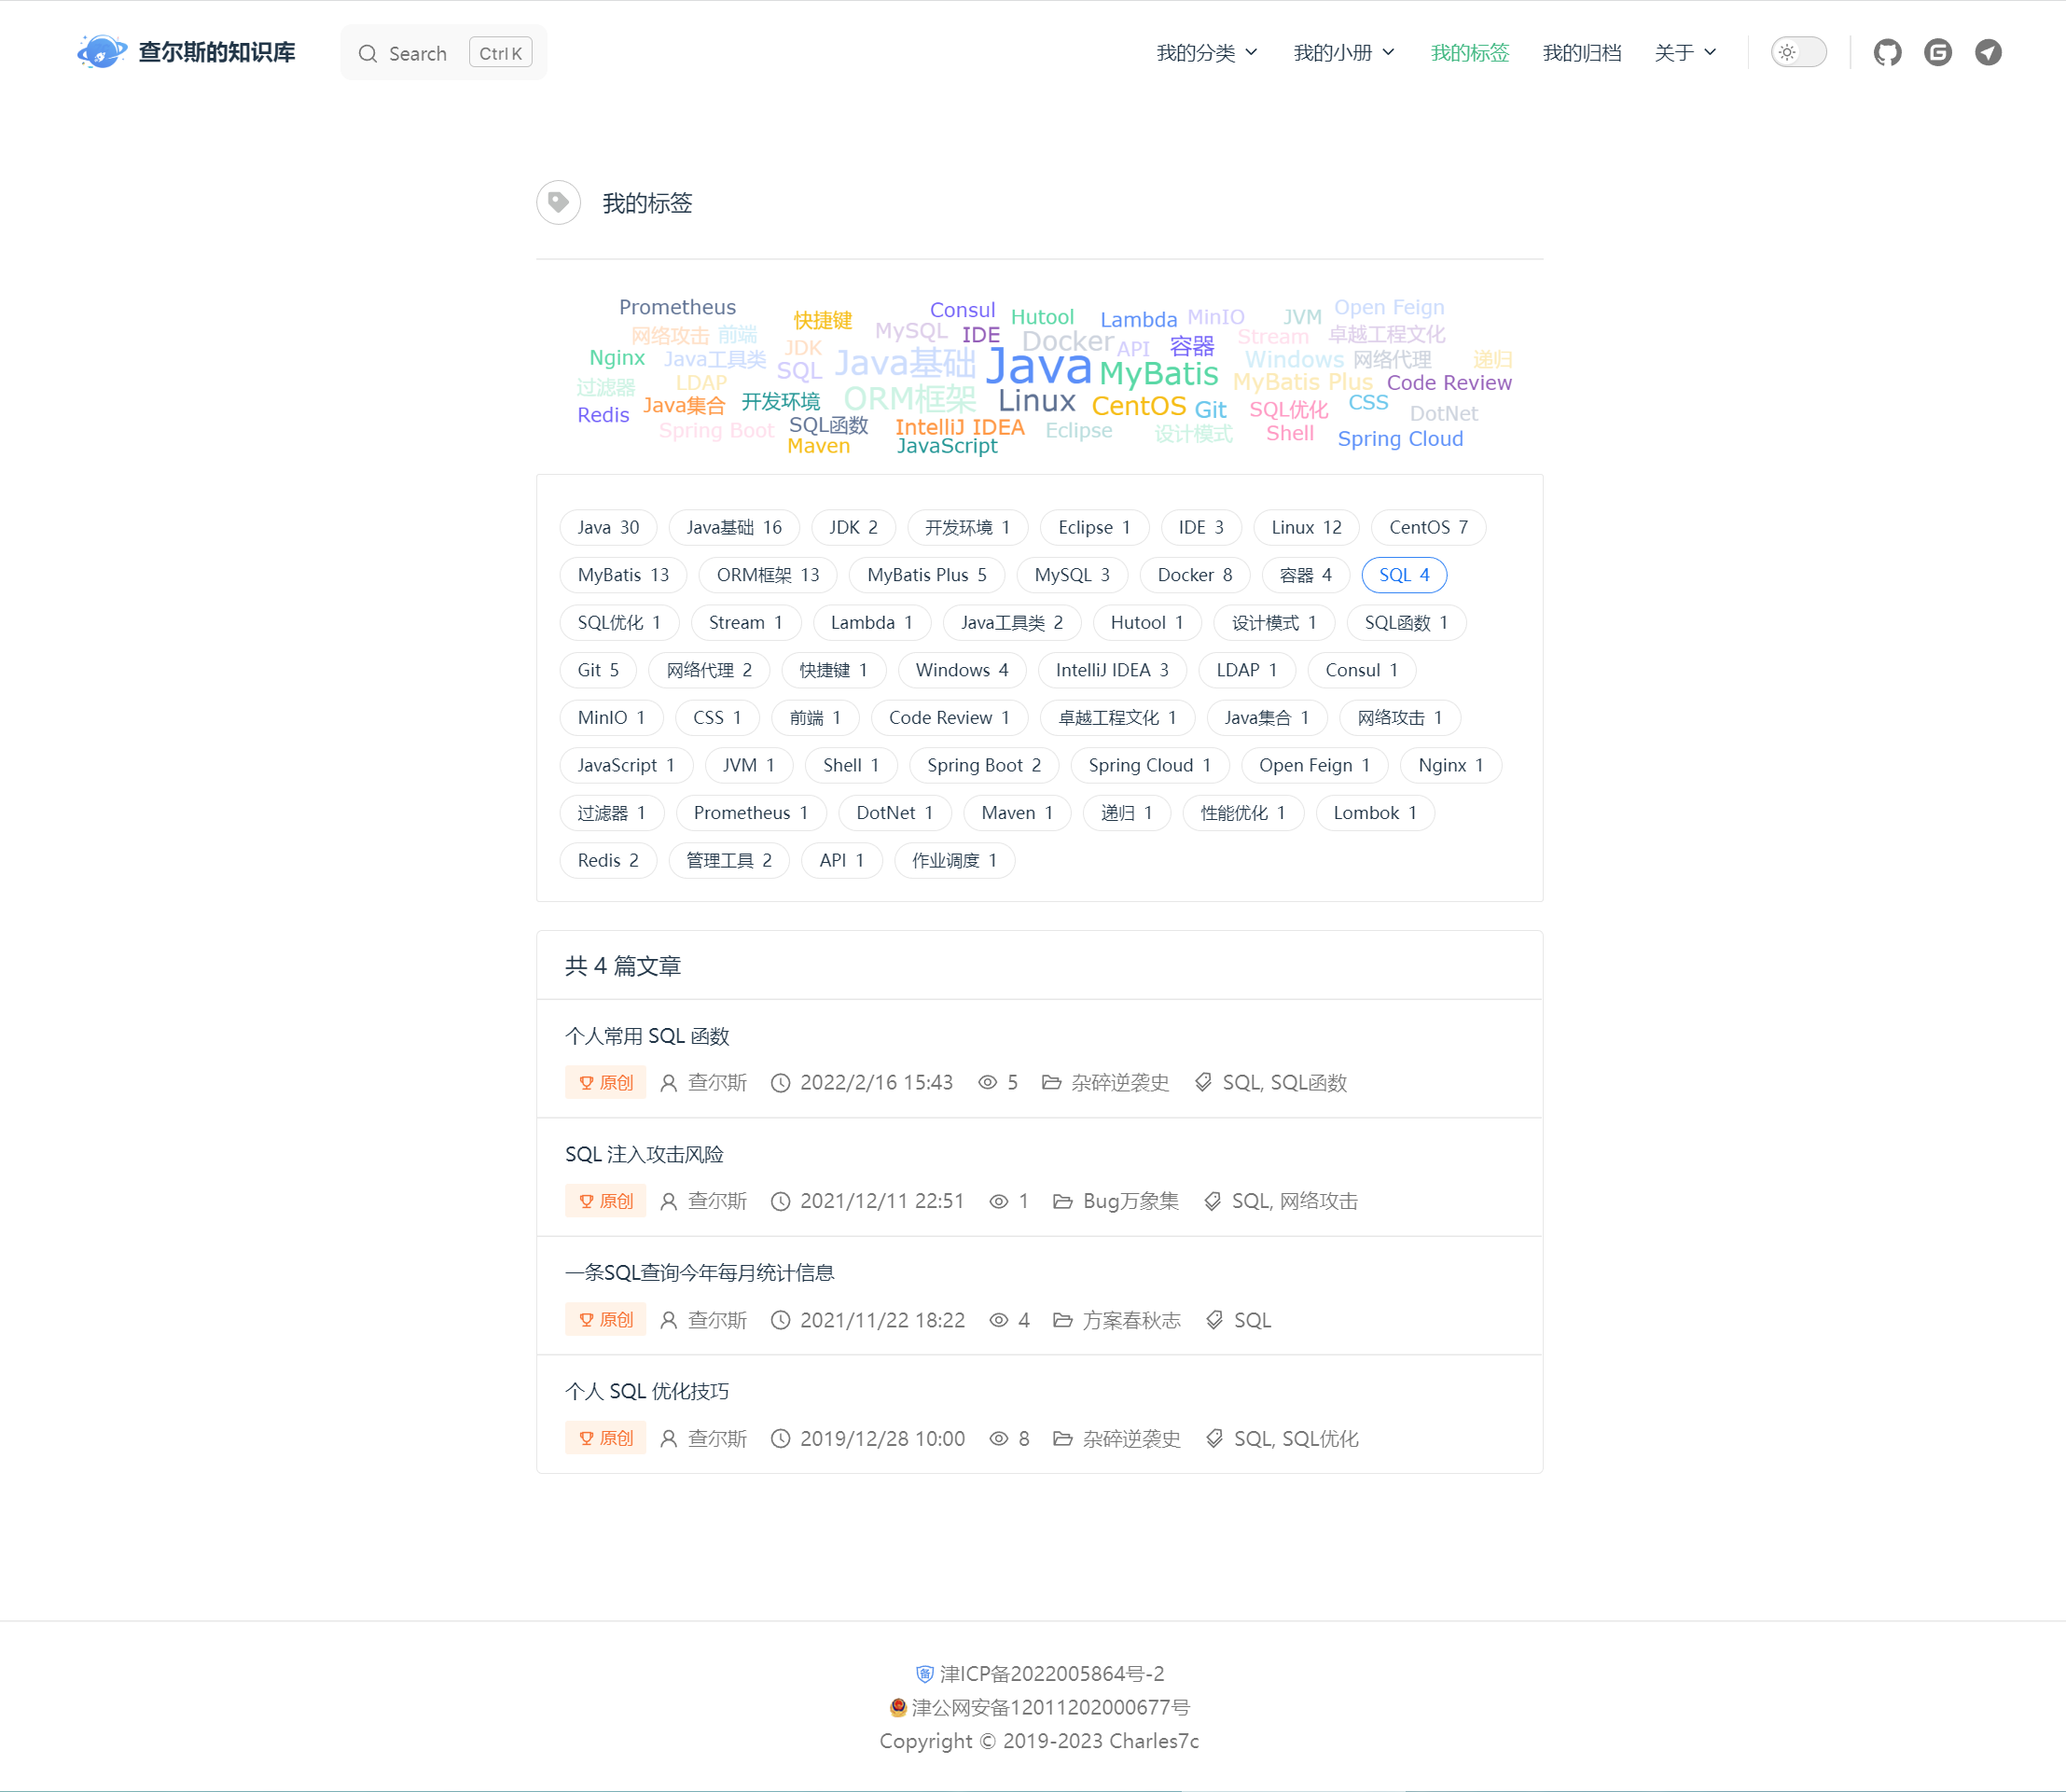 查尔斯的知识库 Search Ctrl K 我的分类 我的小册 我的标签 我的归档 关于
我的标签
Prometheus 快捷键 Consul Hutool Lambda MinIO JVM Open Feign
网络攻击 前端 MySQL IDE Docker API 容器 Stream 卓越工程文化
Nginx Java工具类 JDK SQL Java基础 Java MyBatis Windows 网络代理 递归
过滤器 LDAP ORM框架 MyBatis Plus Code Review
Redis Java集合 开发环境 Linux CentOS Git SQL优化 CSS DotNet
Spring Boot SQL函数 IntelliJ IDEA Eclipse 设计模式 Shell Spring Cloud
Maven JavaScript
Java 30 Java基础 16 JDK 2 开发环境 1 Eclipse 1 IDE 3 Linux 12 CentOS 7
MyBatis 13 ORM框架 13 MyBatis Plus 5 MySQL 3 Docker 8 容器 4 SQL 4
SQL优化 1 Stream 1 Lambda 1 Java工具类 2 Hutool 1 设计模式 1 SQL函数 1
Git 5 网络代理 2 快捷键 1 Windows 4 IntelliJ IDEA 3 LDAP 1 Consul 1
MinIO 1 CSS 1 前端 1 Code Review 1 卓越工程文化 1 Java集合 1 网络攻击 1
JavaScript 1 JVM 1 Shell 1 Spring Boot 2 Spring Cloud 1 Open Feign 1 Nginx 1
过滤器 1 Prometheus 1 DotNet 1 Maven 1 递归 1 性能优化 1 Lombok 1
Redis 2 管理工具 2 API 1 作业调度 1
共 4 篇文章
个人常用 SQL 函数
原创 查尔斯 2022/2/16 15:43 5 杂碎逆袭史 SQL, SQL函数
SQL 注入攻击风险
原创 查尔斯 2021/12/11 22:51 1 Bug万象集 SQL, 网络攻击
一条SQL查询今年每月统计信息
原创 查尔斯 2021/11/22 18:22 4 方案春秋志 SQL
个人 SQL 优化技巧
原创 查尔斯 2019/12/28 10:00 8 杂碎逆袭史 SQL, SQL优化
津ICP备2022005864号-2
津公网安备12011202000677号
Copyright © 2019-2023 Charles7c